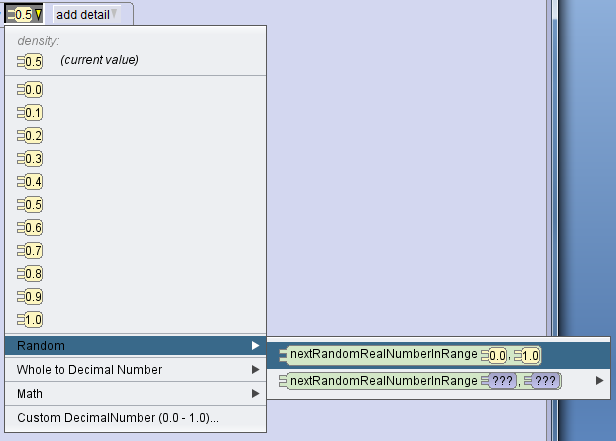 0.5 add detail
density:
0.5 (current value)
0.0
0.1
0.2
0.3
0.4
0.5
0.6
0.7
0.8
0.9
1.0
Random
nextRandomRealNumberInRange 0.0, 1.0
Whole to Decimal Number
nextRandomRealNumberInRange ???, ???
Math
Custom DecimalNumber (0.0 - 1.0)...